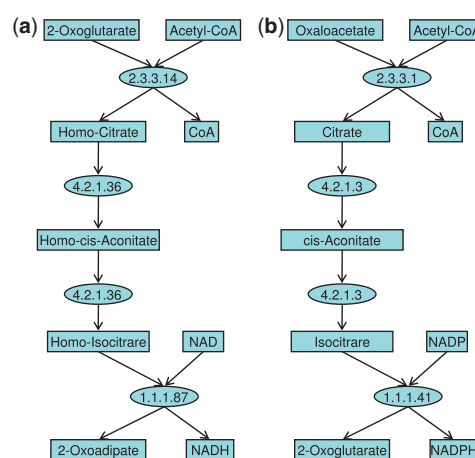 (a) 2-Oxoglutarate Acetyl-CoA (b) Oxaloacetate Acetyl-CoA
2.3.3.14 2.3.3.1
Homo-Citrate CoA Citrate CoA
4.2.1.36 4.2.1.3
Homo-cis-Aconitate cis-Aconitate
4.2.1.36 4.2.1.3
Homo-Isocitrare NAD Isocitrare NADP
1.1.1.87 1.1.1.41
2-Oxoadipate NADH 2-Oxoglutarate NADPH